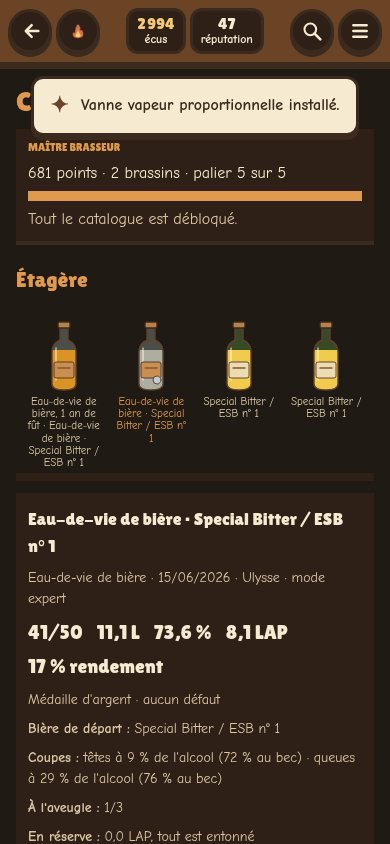 2 994
écus
47
réputation
C
Vanne vapeur proportionnelle installé.
MAÎTRE BRASSEUR
681 points · 2 brassins · palier 5 sur 5
Tout le catalogue est débloqué.
Étagère
Eau-de-vie de
bière, 1 an de
fût · Eau-de-vie
de bière ·
Special Bitter /
ESB n° 1
Eau-de-vie de
bière · Special
Bitter / ESB n°
1
Special Bitter /
ESB n° 1
Special Bitter /
ESB n° 1
Eau-de-vie de bière · Special Bitter / ESB
n° 1
Eau-de-vie de bière · 15/06/2026 · Ulysse · mode
expert
41/50 11,1 L 73,6 % 8,1 LAP
17 % rendement
Médaille d'argent · aucun défaut
Bière de départ : Special Bitter / ESB n° 1
Coupes : têtes à 9 % de l'alcool (72 % au bec) · queues
à 29 % de l'alcool (76 % au bec)
À l'aveugle : 1/3
En réserve : 0,0 LAP, tout est entonné